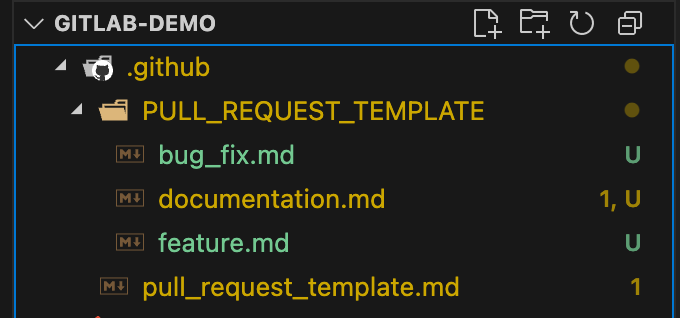 GITLAB-DEMO
.github
PULL_REQUEST_TEMPLATE
M bug_fix.md U
M documentation.md 1, U
M feature.md U
M pull_request_template.md 1